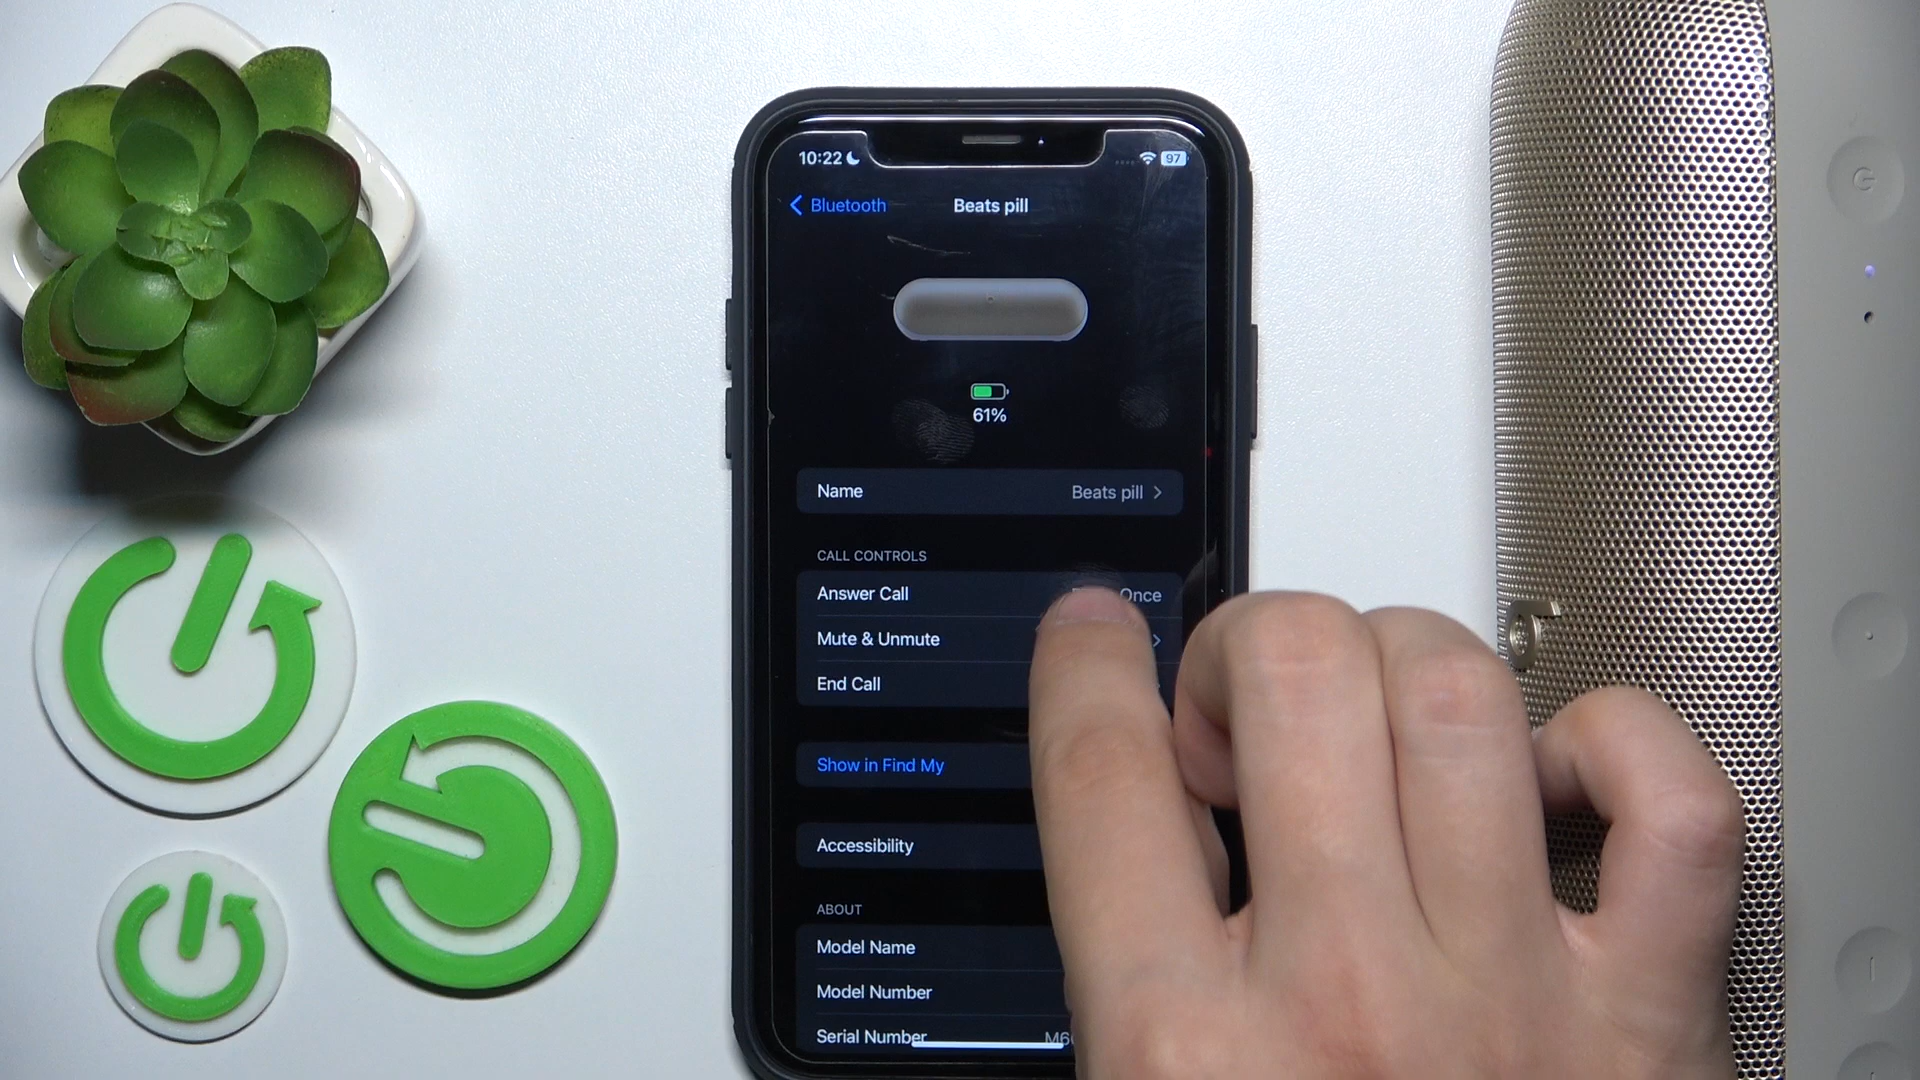 10:22
97
Bluetooth
Beats pill
61%
Name
Beats pill
CALL CONTROLS
Answer Call
Once
Mute & Unmute
End Call
Show in Find My
Accessibility
ABOUT
Model Name
Model Number
Serial Number